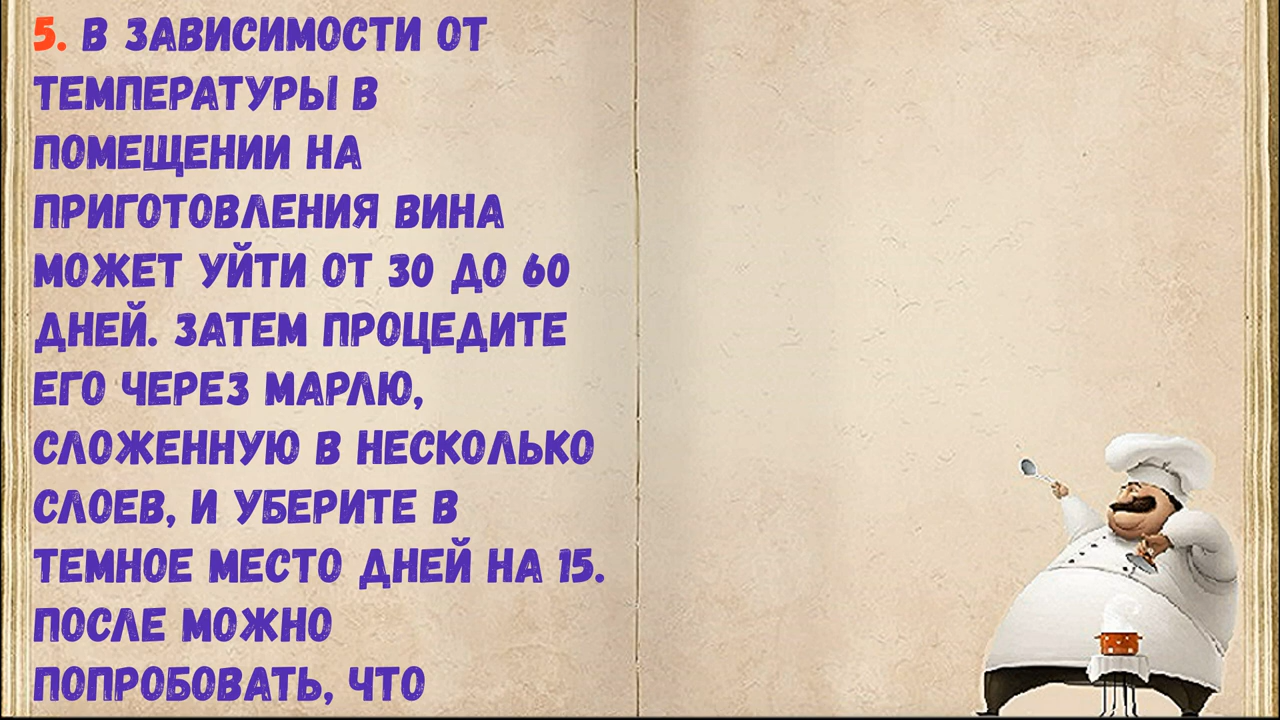 5. В ЗАВИСИМОСТИ ОТ
ТЕМПЕРАТУРЫ В
ПОМЕЩЕНИИ НА
ПРИГОТОВЛЕНИЯ ВИНА
МОЖЕТ УЙТИ ОТ 30 ДО 60
ДНЕЙ. ЗАТЕМ ПРОЦЕДИТЕ
ЕГО ЧЕРЕЗ МАРЛЮ,
СЛОЖЕННУЮ В НЕСКОЛЬКО
СЛОЕВ, И УБЕРИТЕ В
ТЕМНОЕ МЕСТО ДНЕЙ НА 15.
ПОСЛЕ МОЖНО
ПОПРОБОВАТЬ, ЧТО